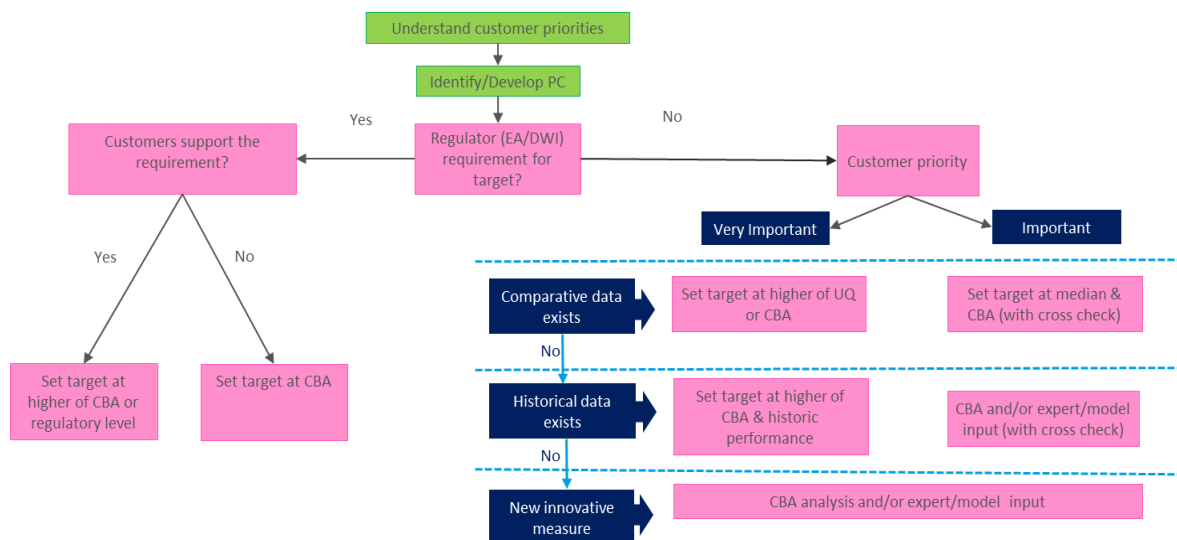 Understand customer priorities
Identify/Develop PC
Yes
No
Customers support the
requirement?
Regulator (EA/DWI)
requirement for
target?
Customer priority
Very Important
Important
Yes
No
Comparative data
exists
Set target at higher of UQ
or CBA
Set target at median &
CBA (with cross check)
No
Set target at
higher of CBA or
regulatory level
Set target at CBA
Historical data
exists
Set target at higher of
CBA & historic
performance
CBA and/or expert/model
input (with cross check)
No
New innovative
measure
CBA analysis and/or expert/model input